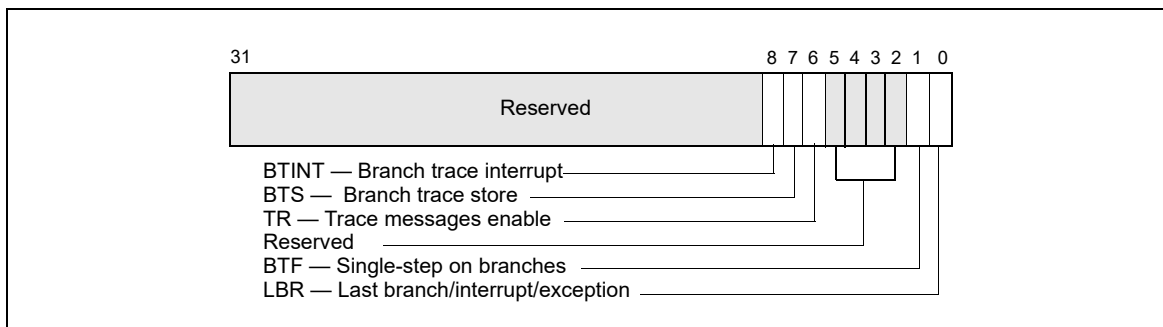 31 8 7 6 5 4 3 2 1 0
Reserved
BTINT — Branch trace interrupt
BTS — Branch trace store
TR — Trace messages enable
Reserved
BTF — Single-step on branches
LBR — Last branch/interrupt/exception